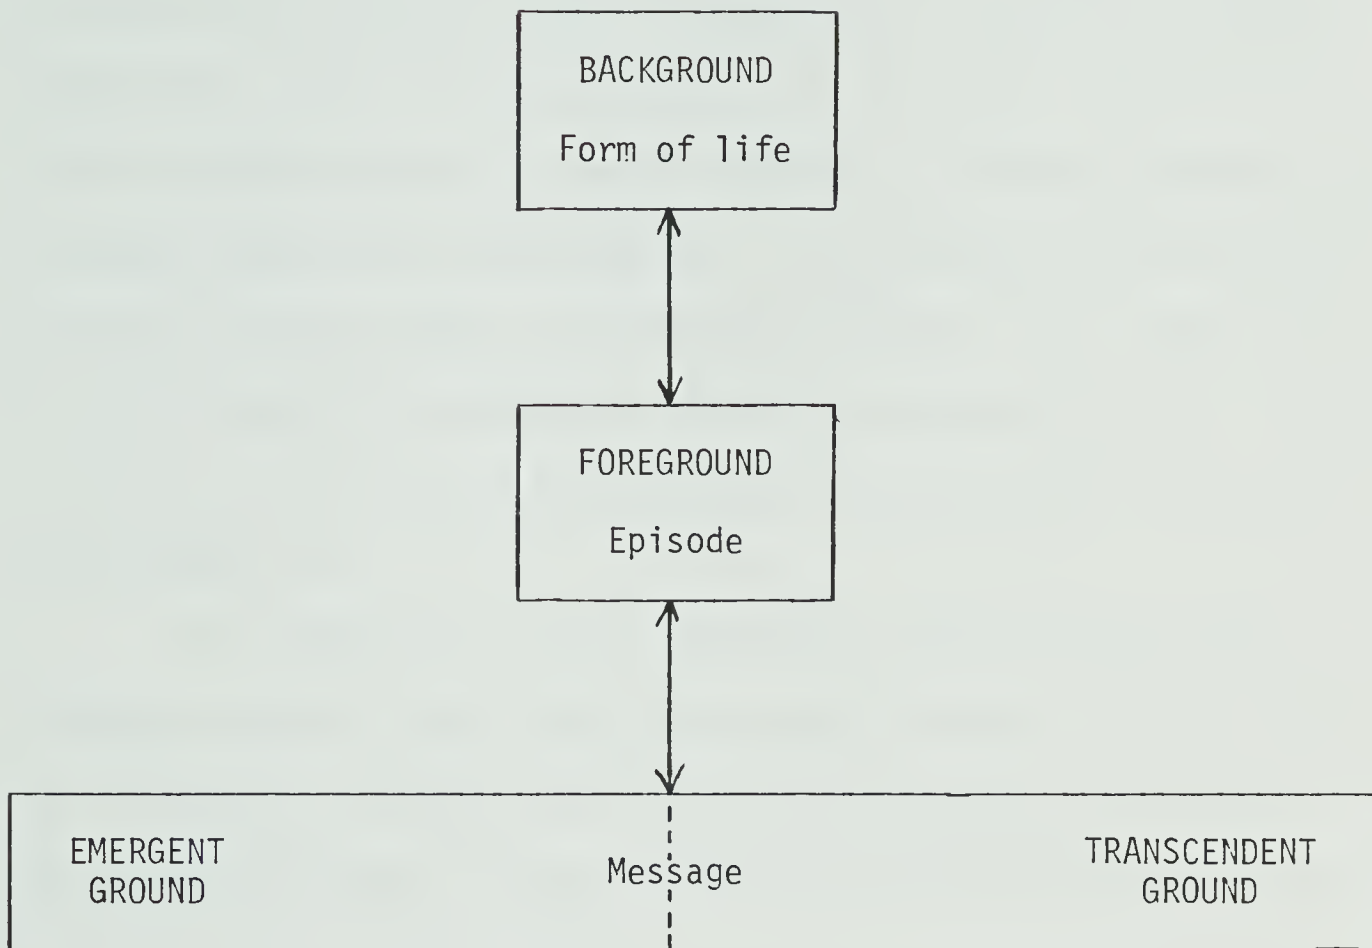 BACKGROUND
Form of life
FOREGROUND
Episode
EMERGENT
GROUND
Message
TRANSCENDENT
GROUND